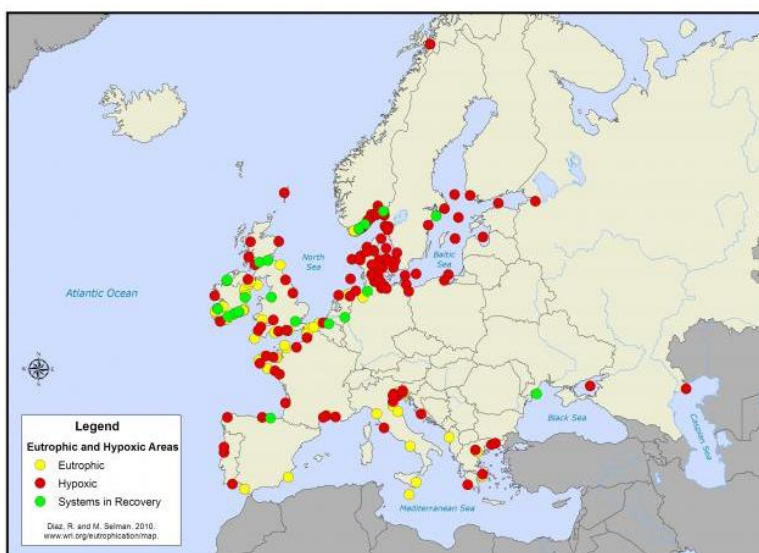 North
Sea
Baltic
Sea
Atlantic Ocean
N
W
E
S
Black Sea
Caspian Sea
Mediterranean Sea
Legend
Eutrophic and Hypoxic Areas
Eutrophic
Hypoxic
Systems in Recovery
Diaz, R. and M. Selman. 2010.
www.wri.org/eutrophication/map.